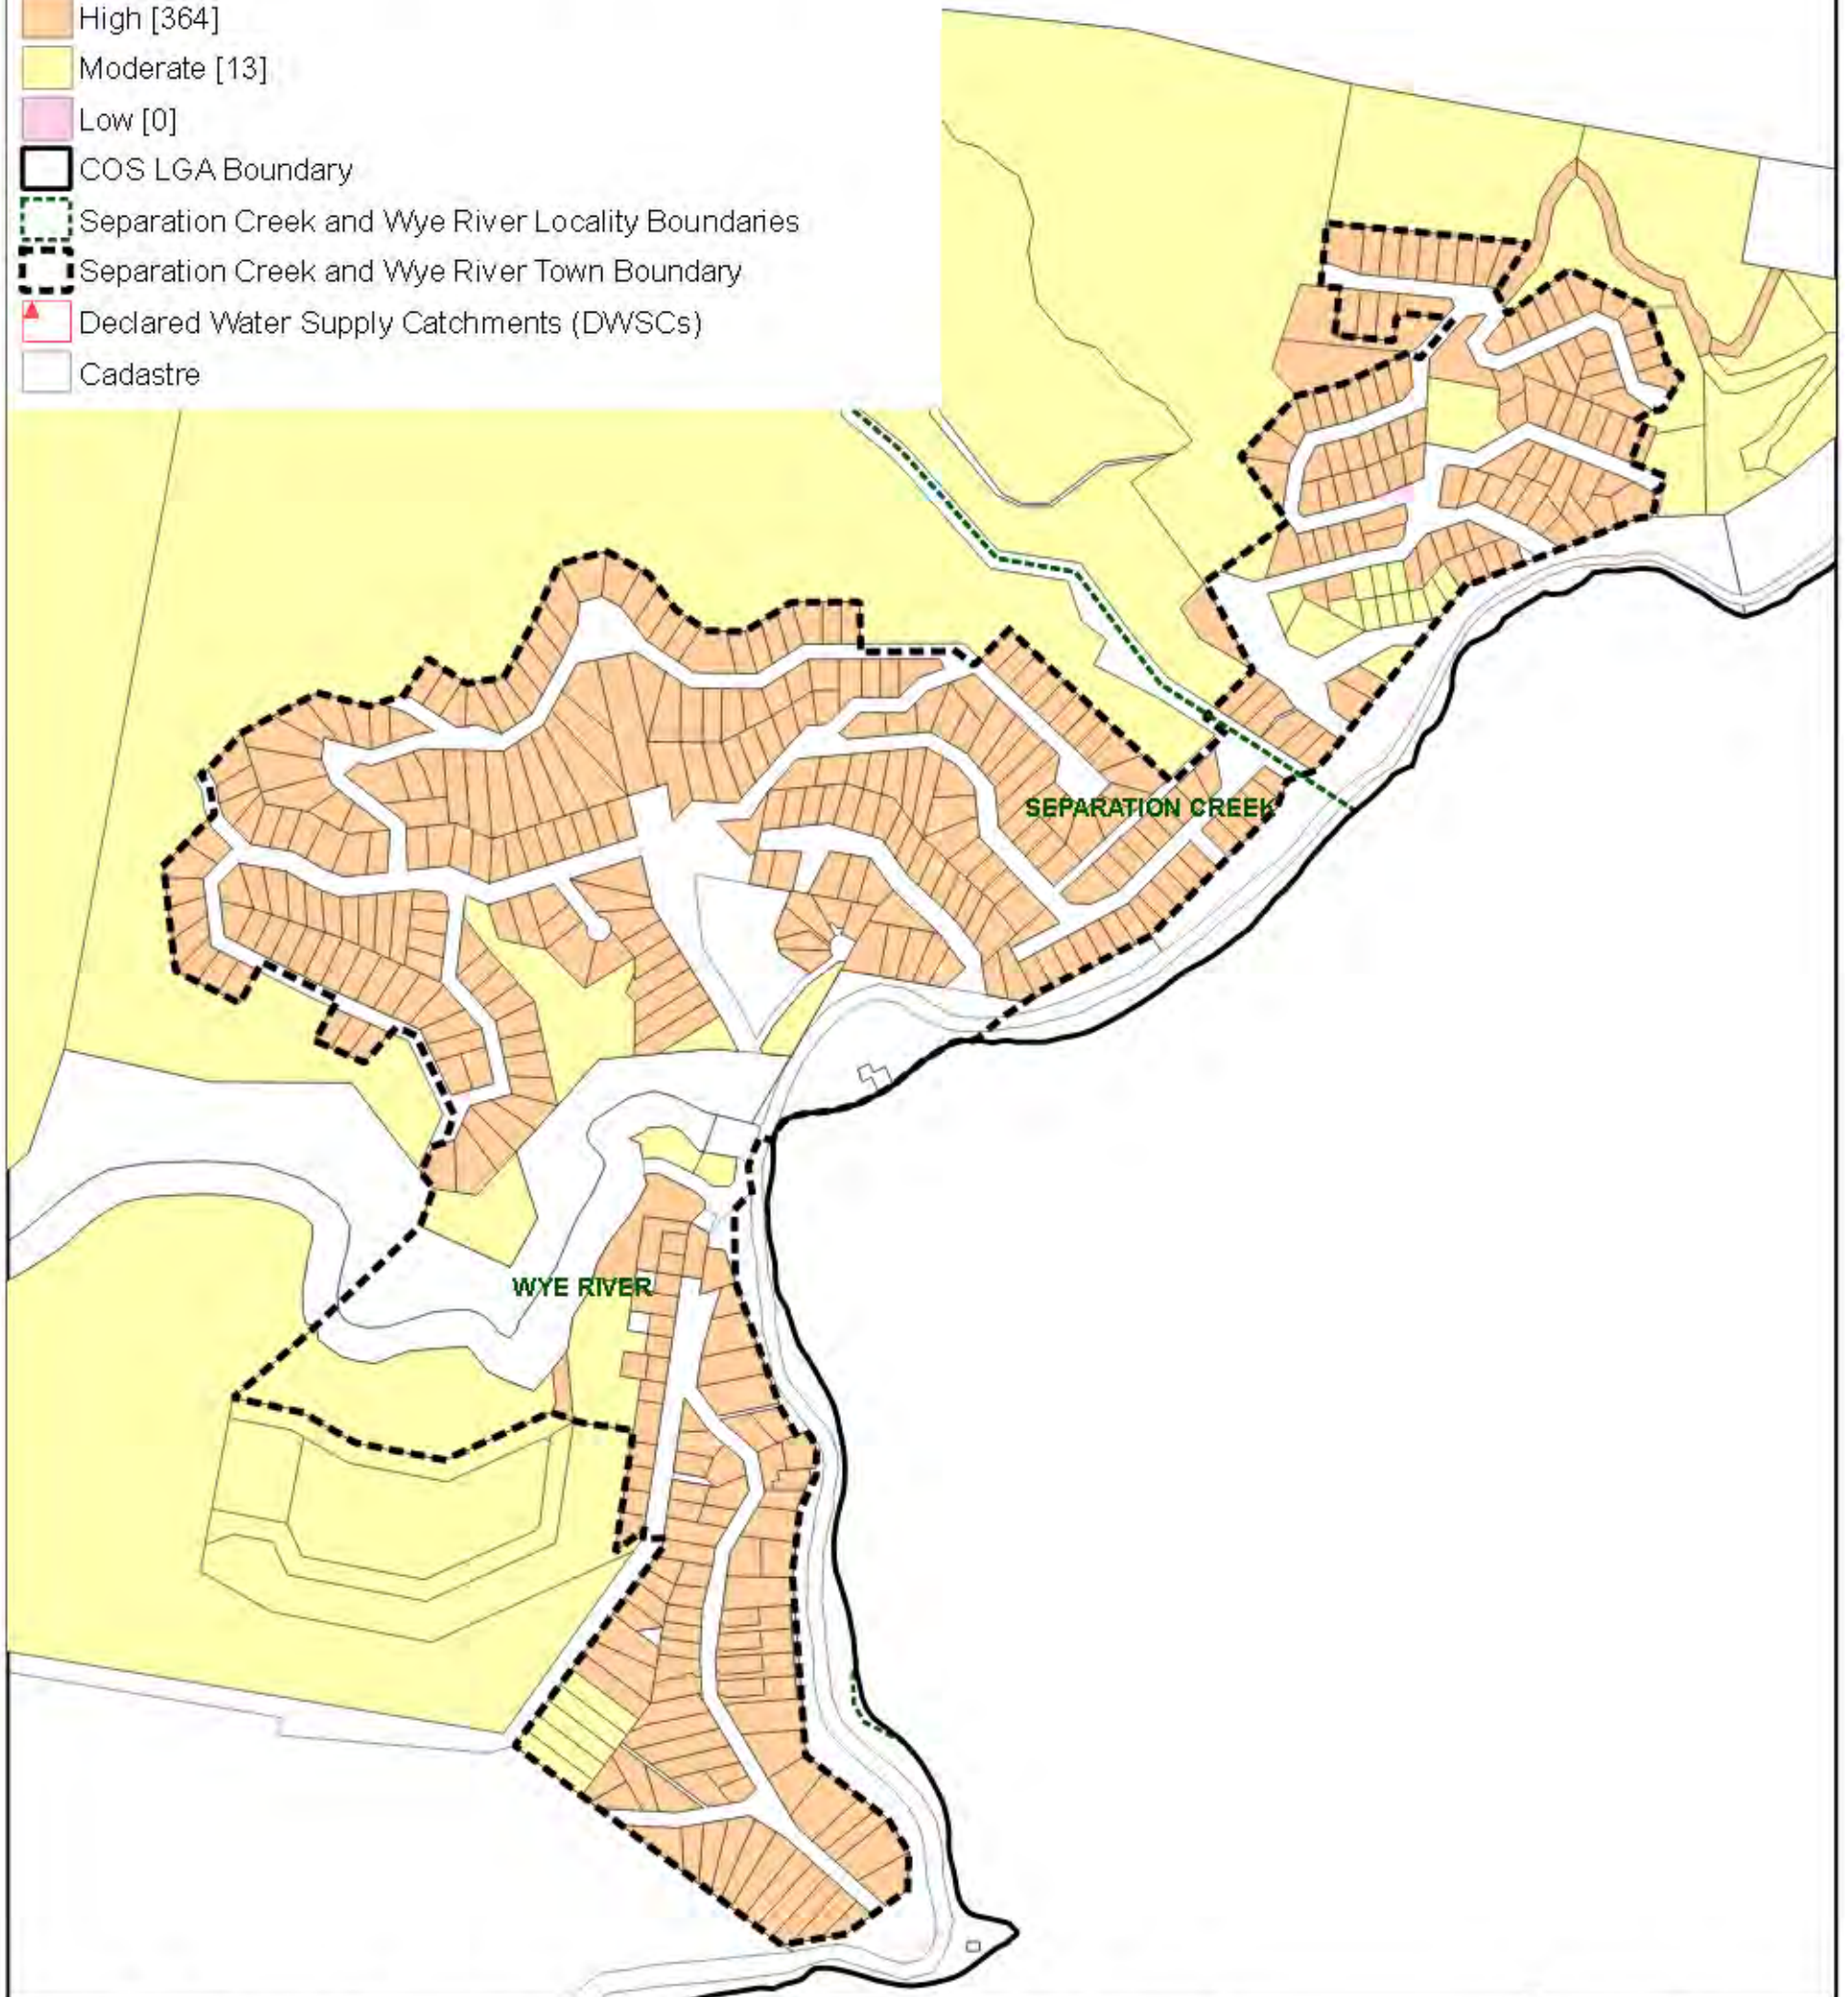 High [364]
Moderate [13]
Low [0]
COS LGA Boundary
Separation Creek and Wye River Locality Boundaries
Separation Creek and Wye River Town Boundary
Declared Water Supply Catchments (DWSCs)
Cadastre
SEPARATION CREEK
WYE RIVER